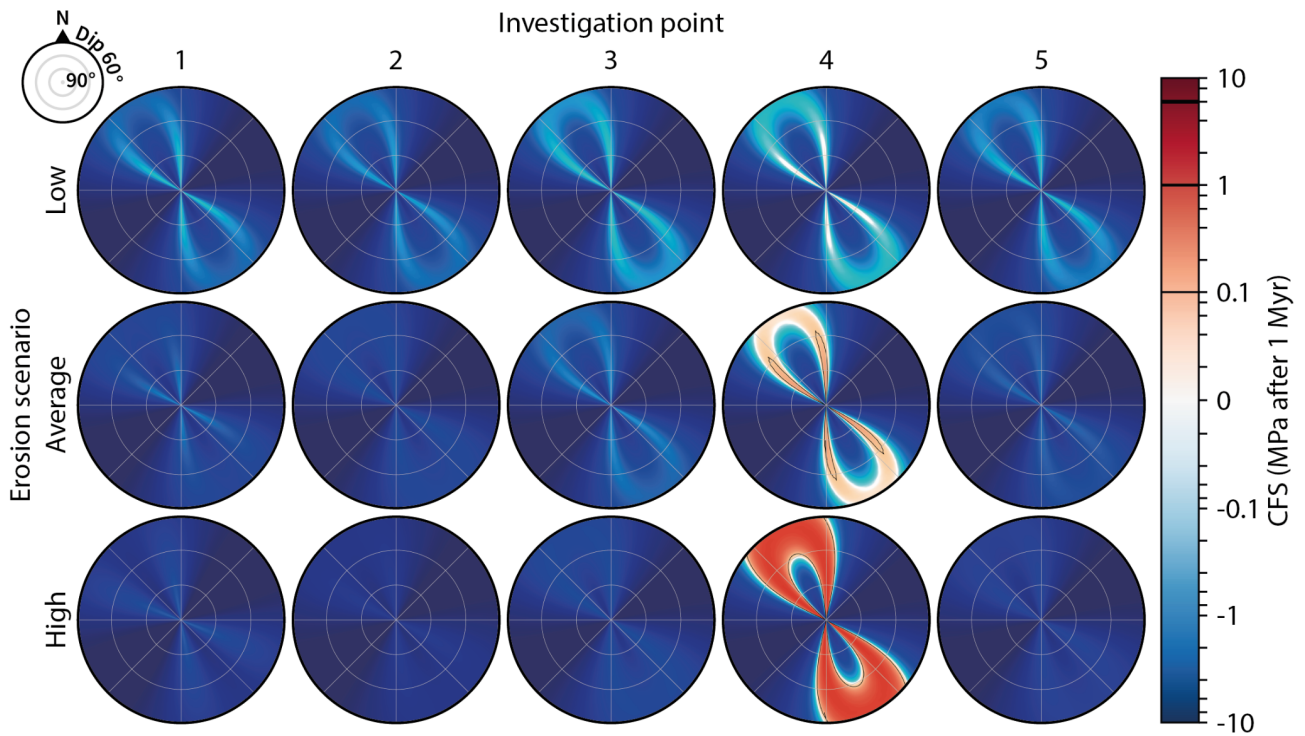 Investigation point
N
Dip 60°
90°
1 2 3 4 5
Erosion scenario
Low
Average
High
10
1
0.1
0
-0.1
-1
-10
CFS (MPa after 1 Myr)